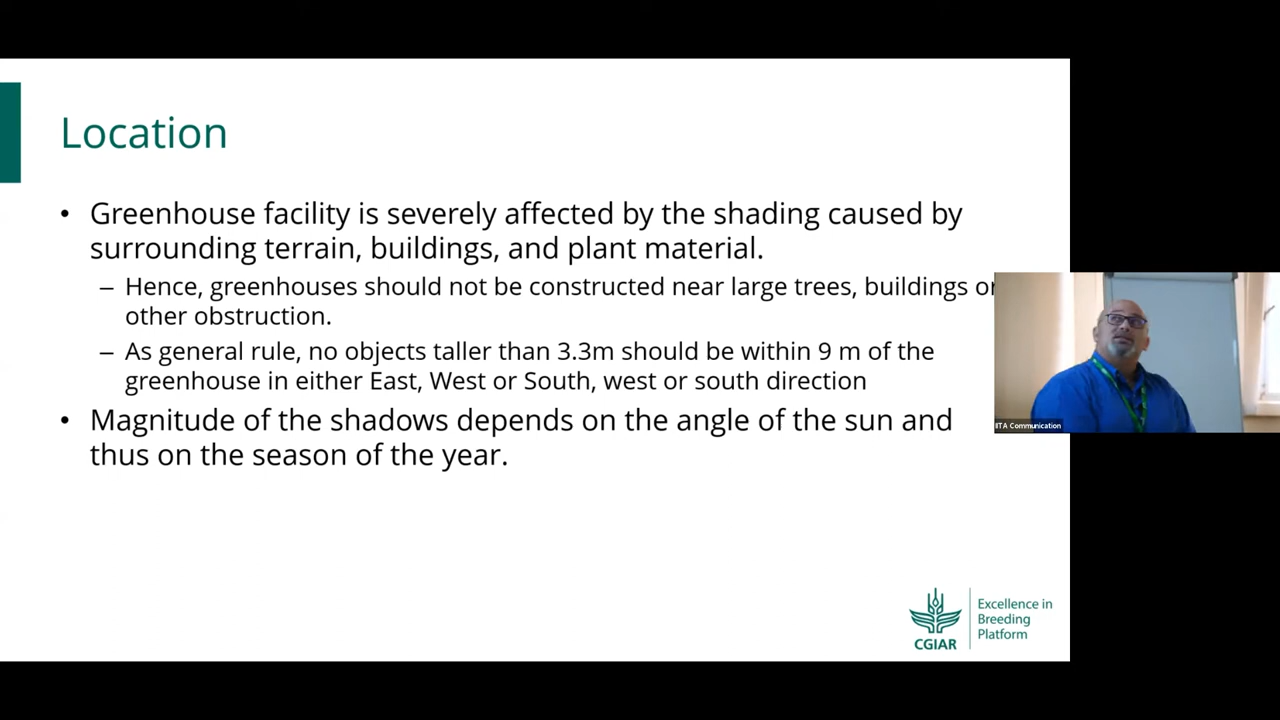 Location
• Greenhouse facility is severely affected by the shading caused by
surrounding terrain, buildings, and plant material.
– Hence, greenhouses should not be constructed near large trees, buildings or
other obstruction.
– As general rule, no objects taller than 3.3m should be within 9 m of the
greenhouse in either East, West or South, west or south direction
• Magnitude of the shadows depends on the angle of the sun and
thus on the season of the year.
IITA Communication
CGIAR
Excellence in
Breeding
Platform